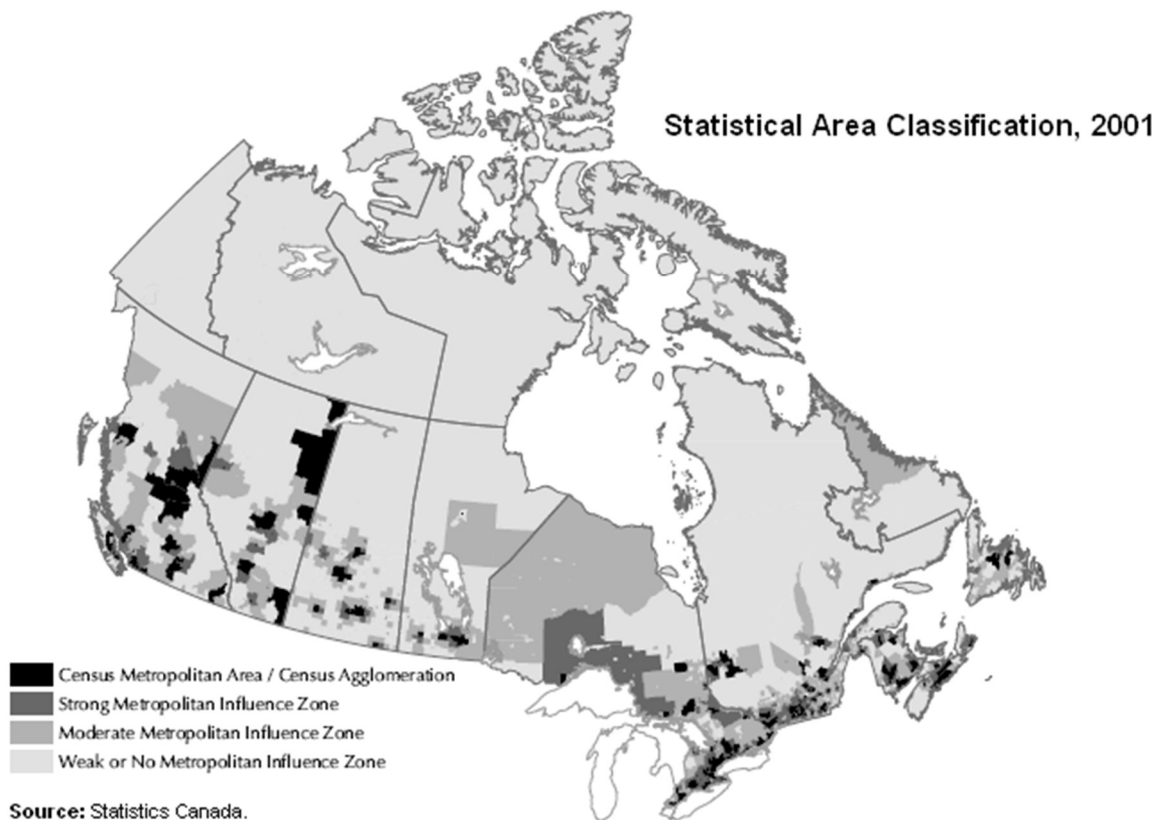 Statistical Area Classification, 2001
Census Metropolitan Area / Census Agglomeration
Strong Metropolitan Influence Zone
Moderate Metropolitan Influence Zone
Weak or No Metropolitan Influence Zone
Source: Statistics Canada.